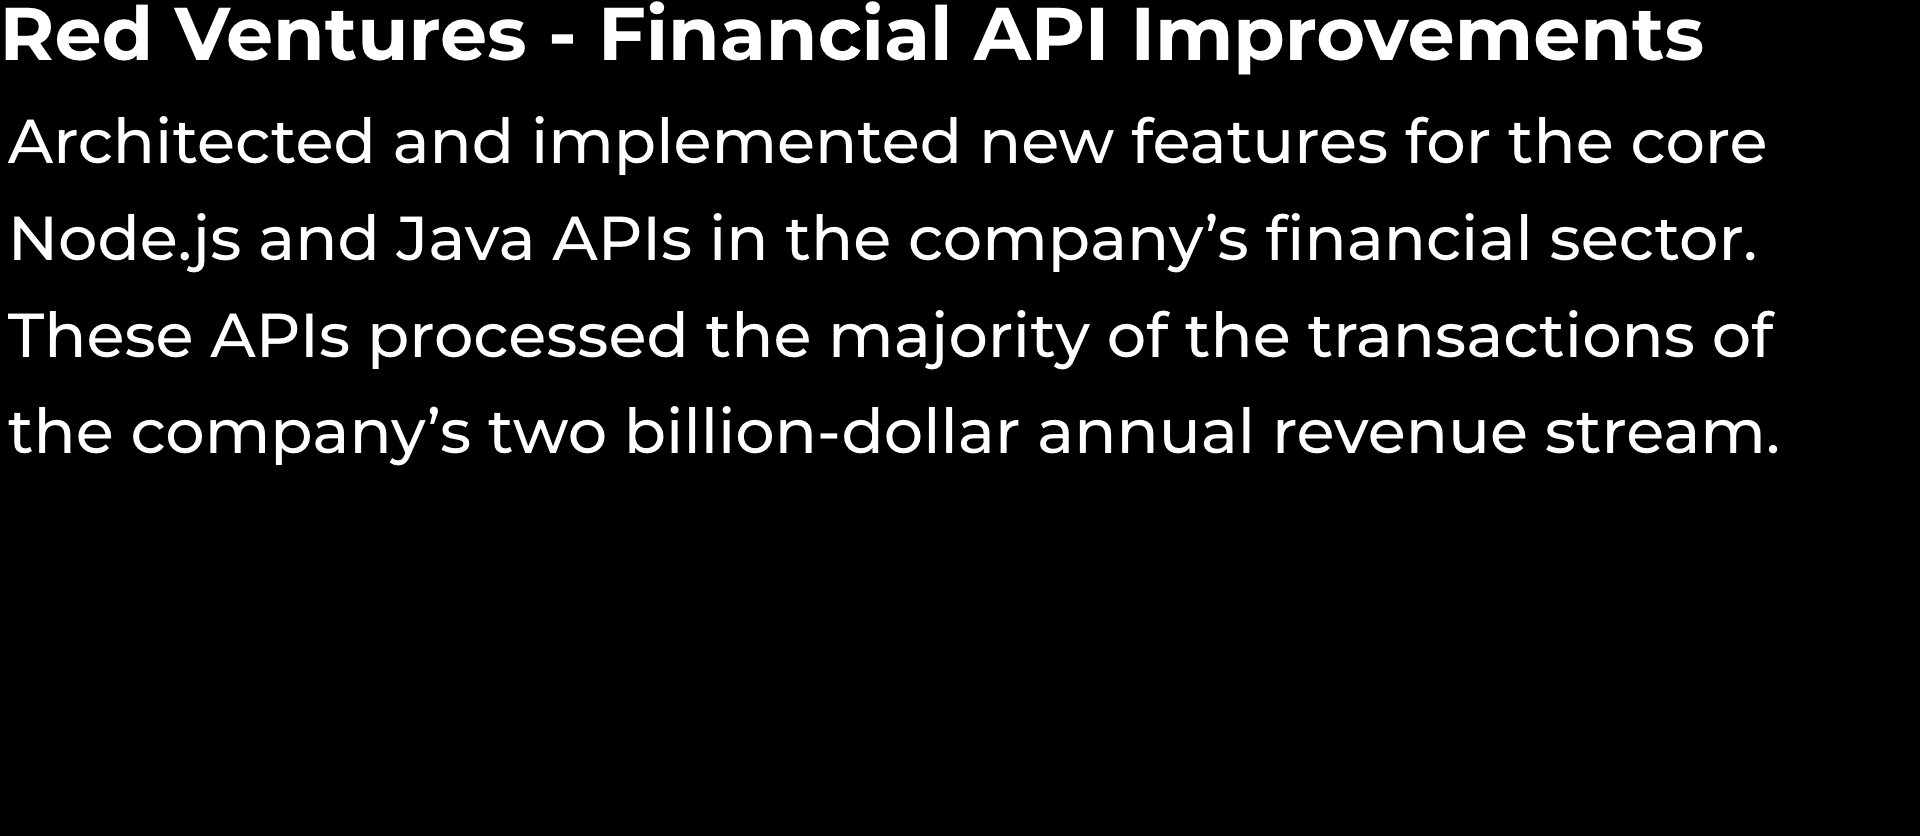 Red Ventures - Financial API Improvements
Architected and implemented new features for the core
Node.js and Java APIs in the company’s financial sector.
These APIs processed the majority of the transactions of
the company’s two billion-dollar annual revenue stream.